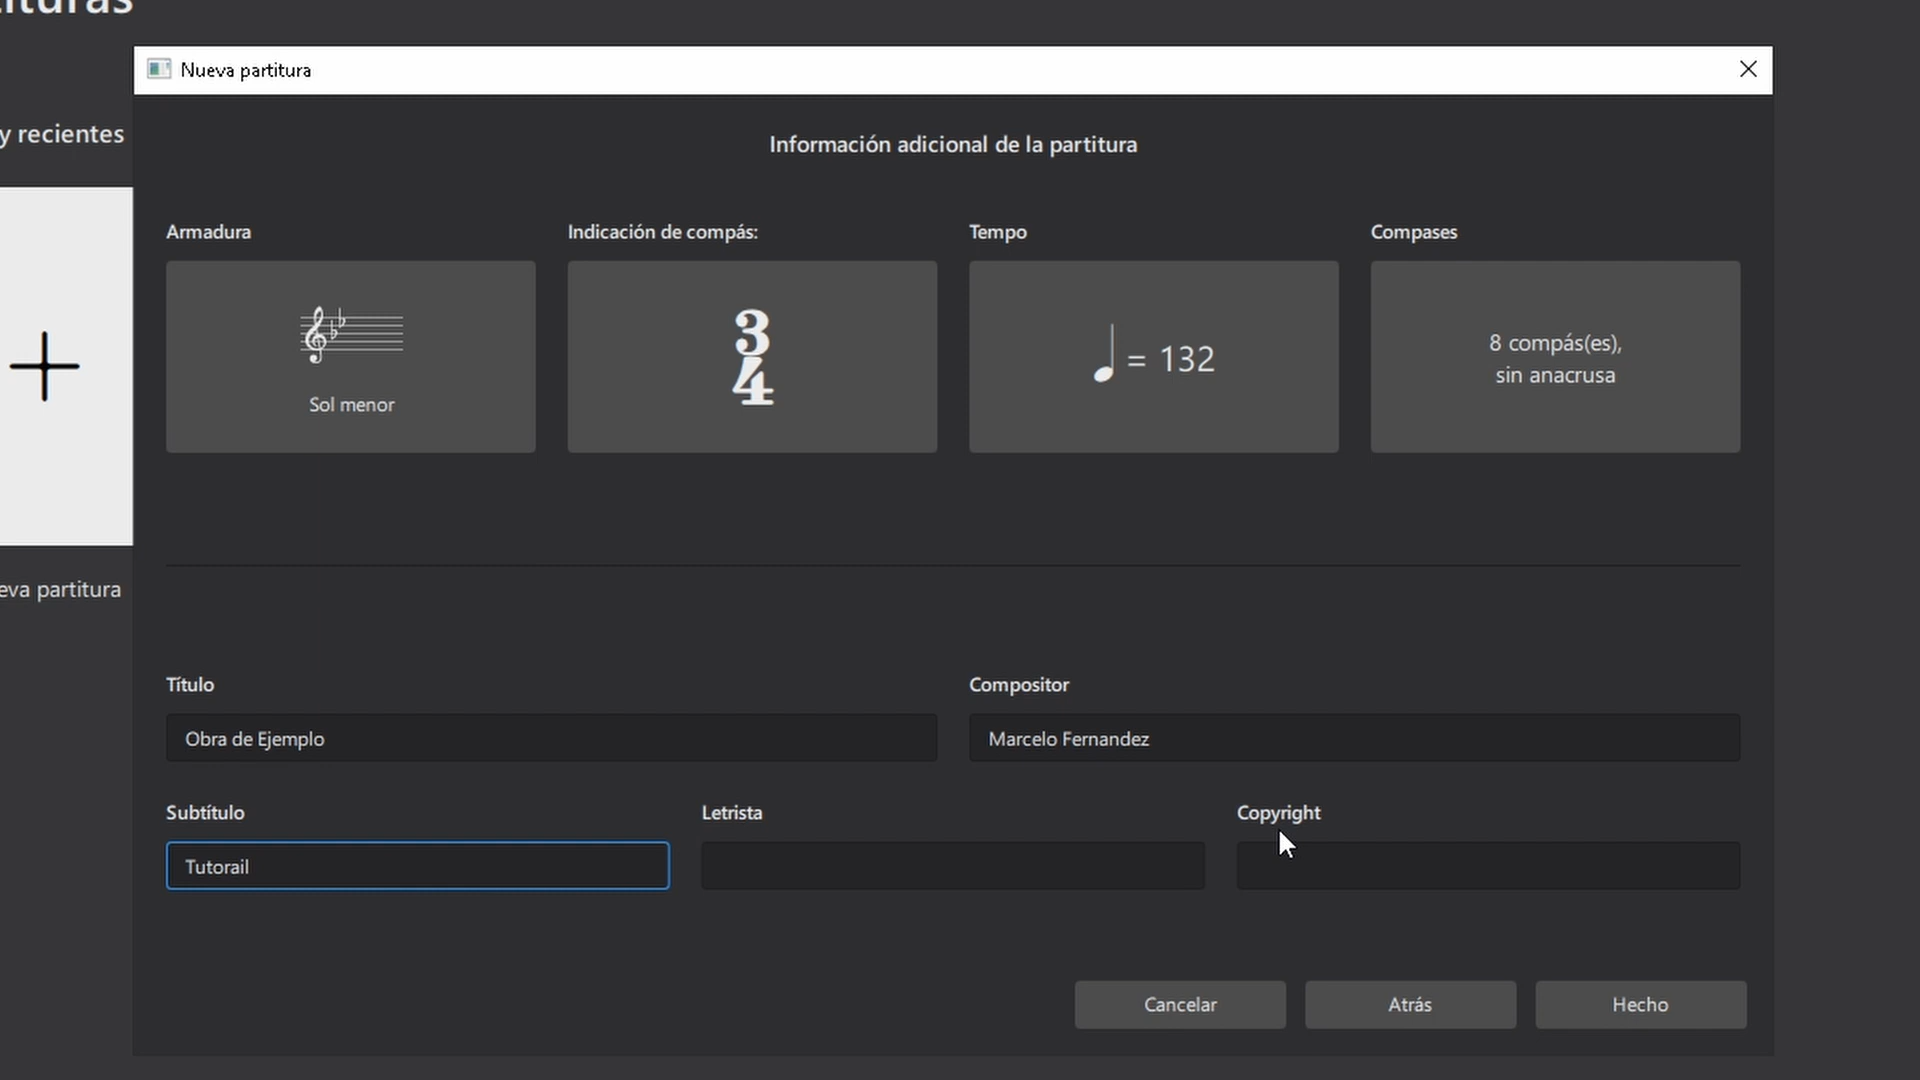 Nueva partitura
Información adicional de la partitura
y recientes
Armadura
Indicación de compás:
Tempo
Compases
Sol menor
3
4
= 132
8 compás(es),
sin anacrusa
eva partitura
Título
Compositor
Obra de Ejemplo
Marcelo Fernandez
Subtítulo
Letrista
Copyright
Tutorail
Cancelar
Atrás
Hecho